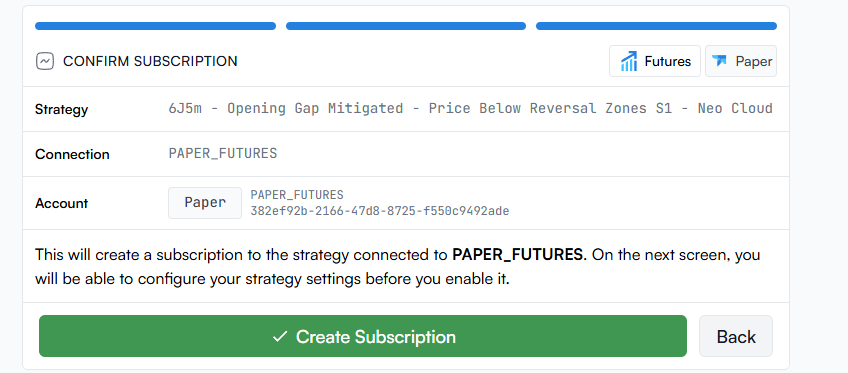 CONFIRM SUBSCRIPTION
Futures
Paper
Strategy
6J5m - Opening Gap Mitigated - Price Below Reversal Zones S1 - Neo Cloud
Connection
PAPER_FUTURES
Account
Paper
PAPER_FUTURES
382ef92b-2166-47d8-8725-f550c9492ade
This will create a subscription to the strategy connected to PAPER_FUTURES. On the next screen, you
will be able to configure your strategy settings before you enable it.
Create Subscription
Back